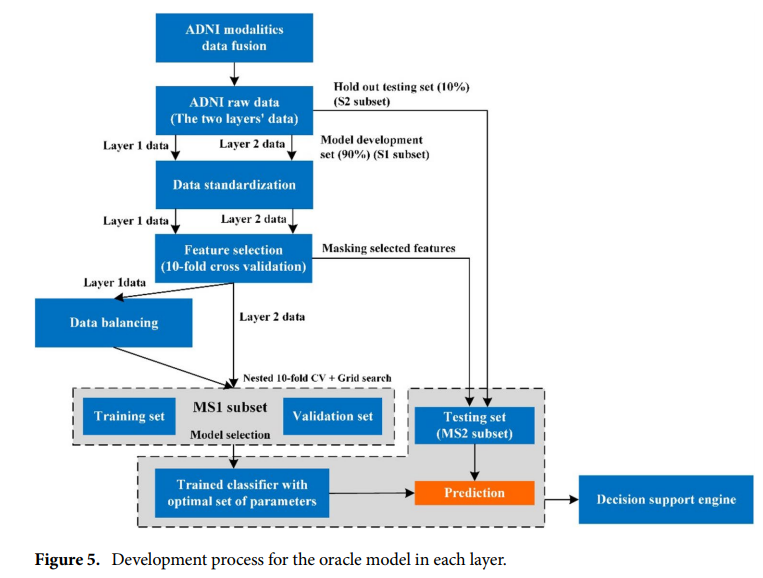 ADNI modalitics
data fusion
ADNI raw data
(The two layers' data)
Hold out testing set (10%)
(S2 subset)
Layer 1 data
Layer 2 data
Model development
set (90%) (S1 subset)
Data standardization
Layer 1 data
Layer 2 data
Feature selection
(10-fold cross validation)
Masking selected features
Layer 1data
Data balancing
Layer 2 data
Nested 10-fold CV + Grid search
Training set
MS1 subset
Validation set
Model selection
Testing set
(MS2 subset)
Trained classifier with
optimal set of parameters
Prediction
Decision support engine
Figure 5. Development process for the oracle model in each layer.